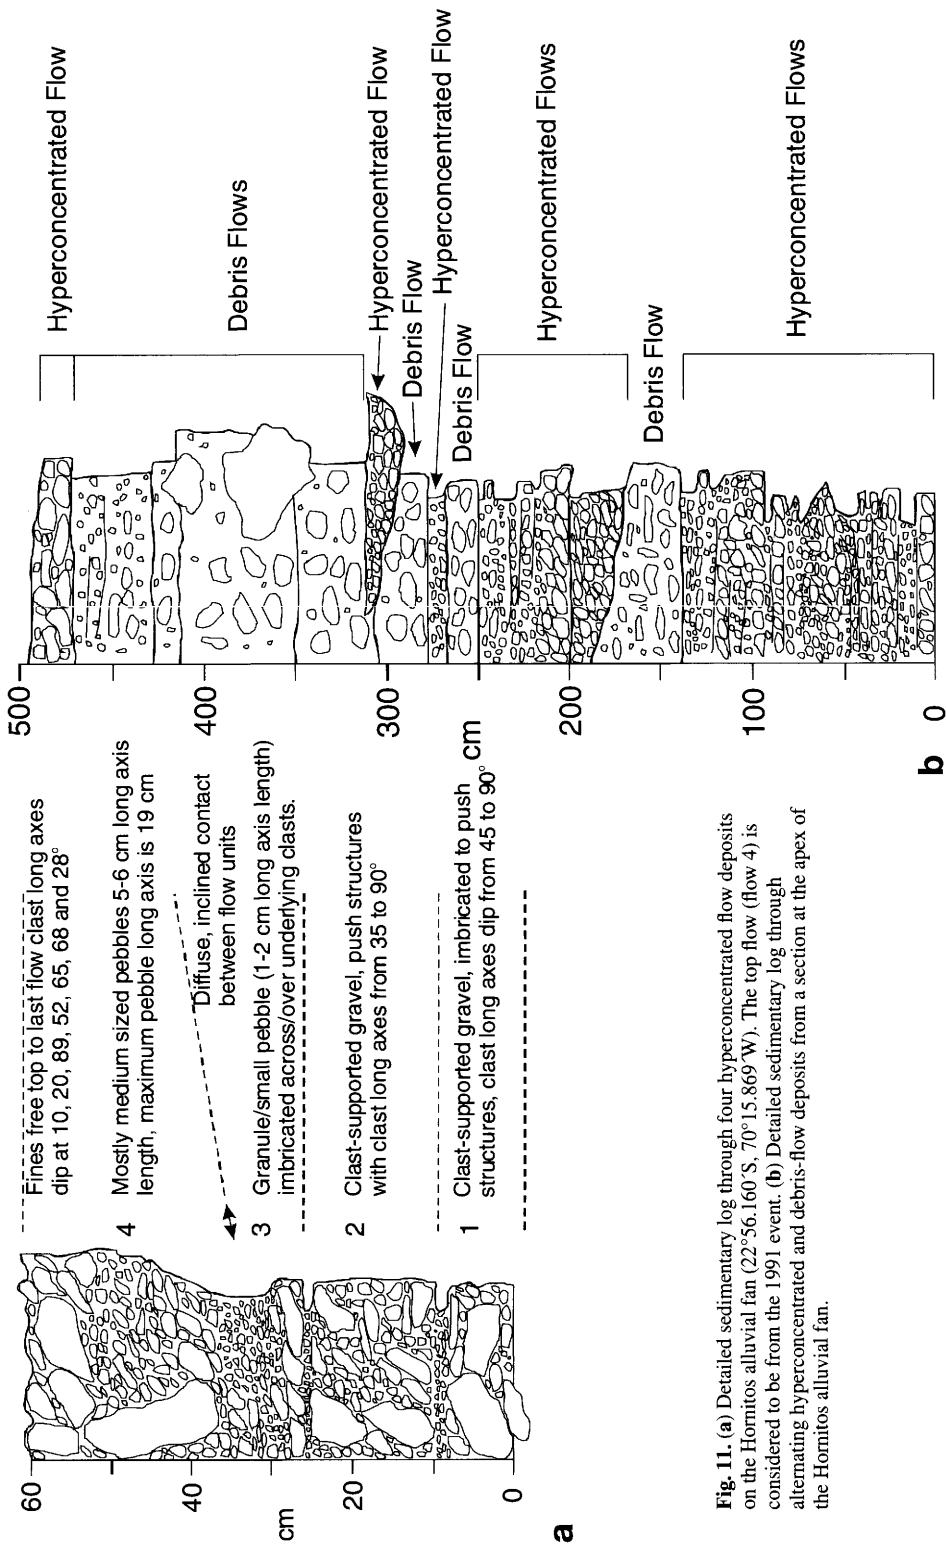 60
40
cm
20
0
a
Fines free top to last flow clast long axes
dip at 10, 20, 89, 52, 65, 68 and 28°
4 Mostly medium sized pebbles 5-6 cm long axis
length, maximum pebble long axis is 19 cm
Diffuse, inclined contact
between flow units
3 Granule/small pebble (1-2 cm long axis length)
imbricated across/over underlying clasts.
2 Clast-supported gravel, push structures
with clast long axes from 35 to 90°
1 Clast-supported gravel, imbricated to push
structures, clast long axes dip from 45 to 90°
500
400
300
cm
200
100
0
b
Hyperconcentrated Flow
Debris Flows
Hyperconcentrated Flow
Debris Flow
Hyperconcentrated Flow
Debris Flow
Hyperconcentrated Flows
Debris Flow
Hyperconcentrated Flows
Fig. 11. (a) Detailed sedimentary log through four hyperconcentrated flow deposits
on the Hornitos alluvial fan (22°56.160′S, 70°15.869′W). The top flow (flow 4) is
considered to be from the 1991 event. (b) Detailed sedimentary log through
alternating hyperconcentrated and debris-flow deposits from a section at the apex of
the Hornitos alluvial fan.